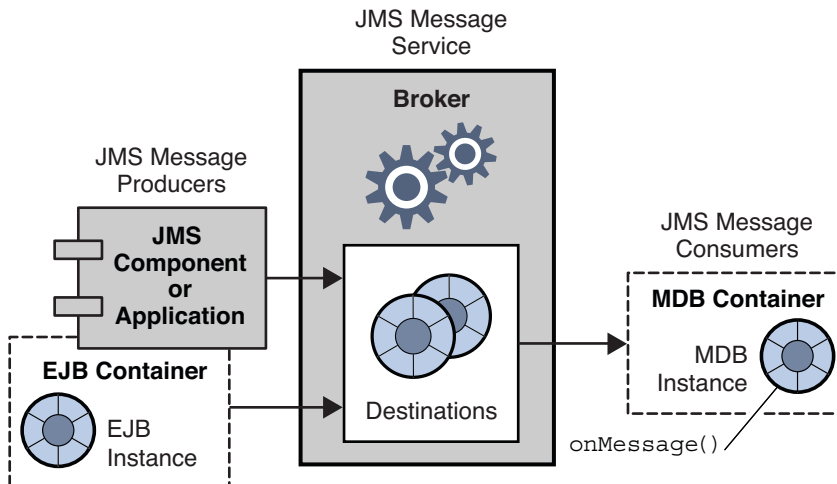 JMS Message
Service
Broker
JMS Message
Producers
JMS
Component
or
Application
EJB Container
EJB
Instance
Destinations
JMS Message
Consumers
MDB Container
MDB
Instance
onMessage()